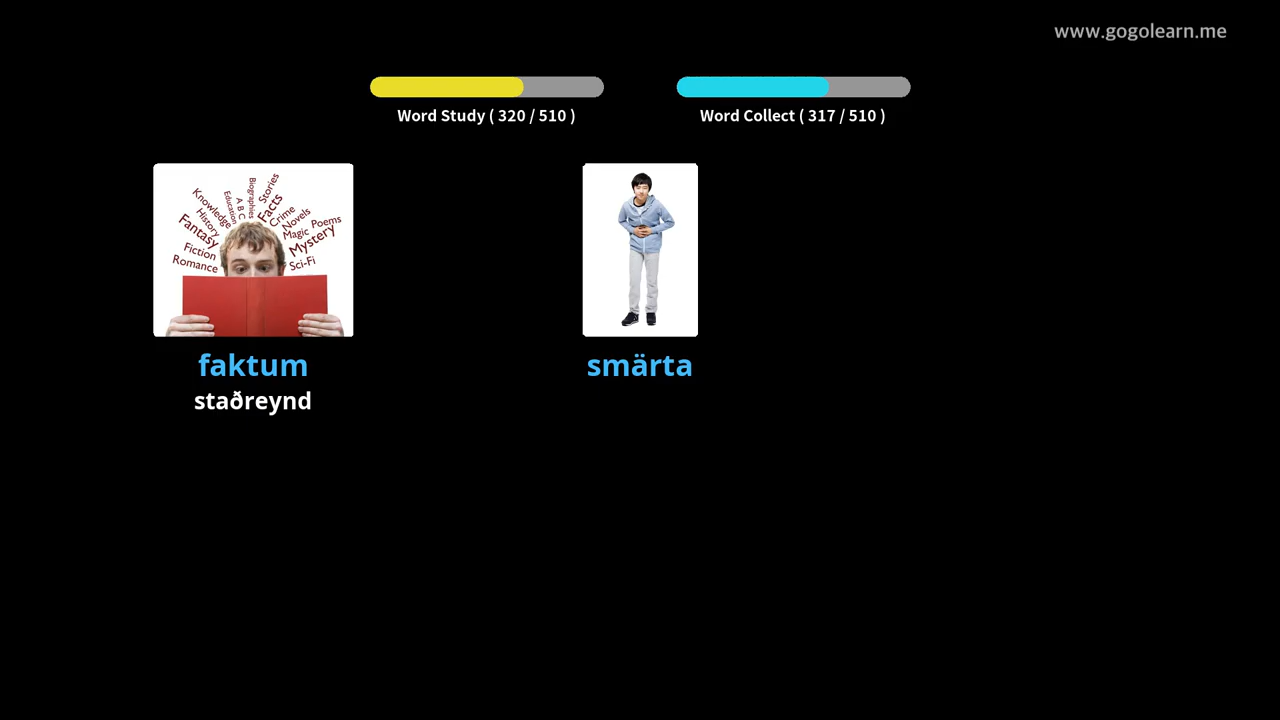 www.gogolearn.me
Word Study ( 320 / 510 )
Word Collect ( 317 / 510 )
Knowledge
Education
A B C
Biographies
Stories
Facts
Crime
Novels
Poems
Magic
Mystery
Sci-Fi
History
Fantasy
Fiction
Romance
faktum
staðreynd
smärta